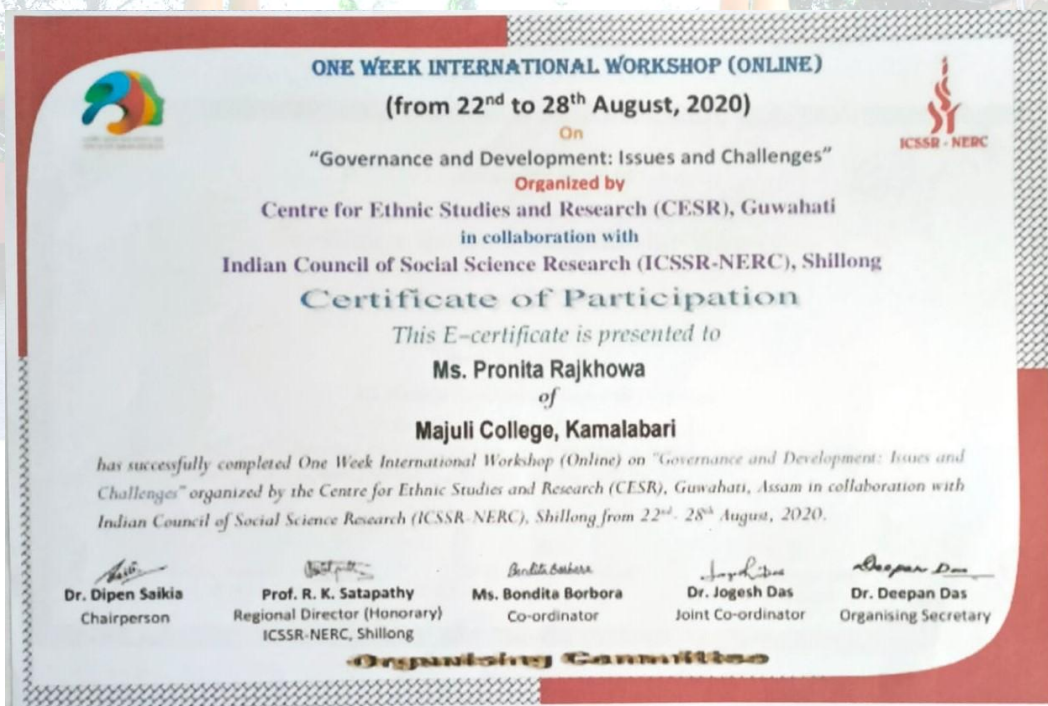 ONE WEEK INTERNATIONAL WORKSHOP (ONLINE)
(from 22nd to 28th August, 2020)
On
"Governance and Development: Issues and Challenges"
Organized by
Centre for Ethnic Studies and Research (CESR), Guwahati
in collaboration with
Indian Council of Social Science Research (ICSSR-NERC), Shillong
ICSSR - NERC
Certificate of Participation
This E-certificate is presented to
Ms. Pronita Rajkhowa
of
Majuli College, Kamalabari
has successfully completed One Week International Workshop (Online) on "Governance and Development: Issues and
Challenges" organized by the Centre for Ethnic Studies and Research (CESR), Guwahati, Assam in collaboration with
Indian Council of Social Science Research (ICSSR-NERC), Shillong from 22nd- 28th August, 2020.
Bondita Borbora
Deepan Das
Dr. Dipen Saikia
Chairperson
Prof. R. K. Satapathy
Regional Director (Honorary)
ICSSR-NERC, Shillong
Ms. Bondita Borbora
Co-ordinator
Dr. Jogesh Das
Joint Co-ordinator
Dr. Deepan Das
Organising Secretary
Organising Committee